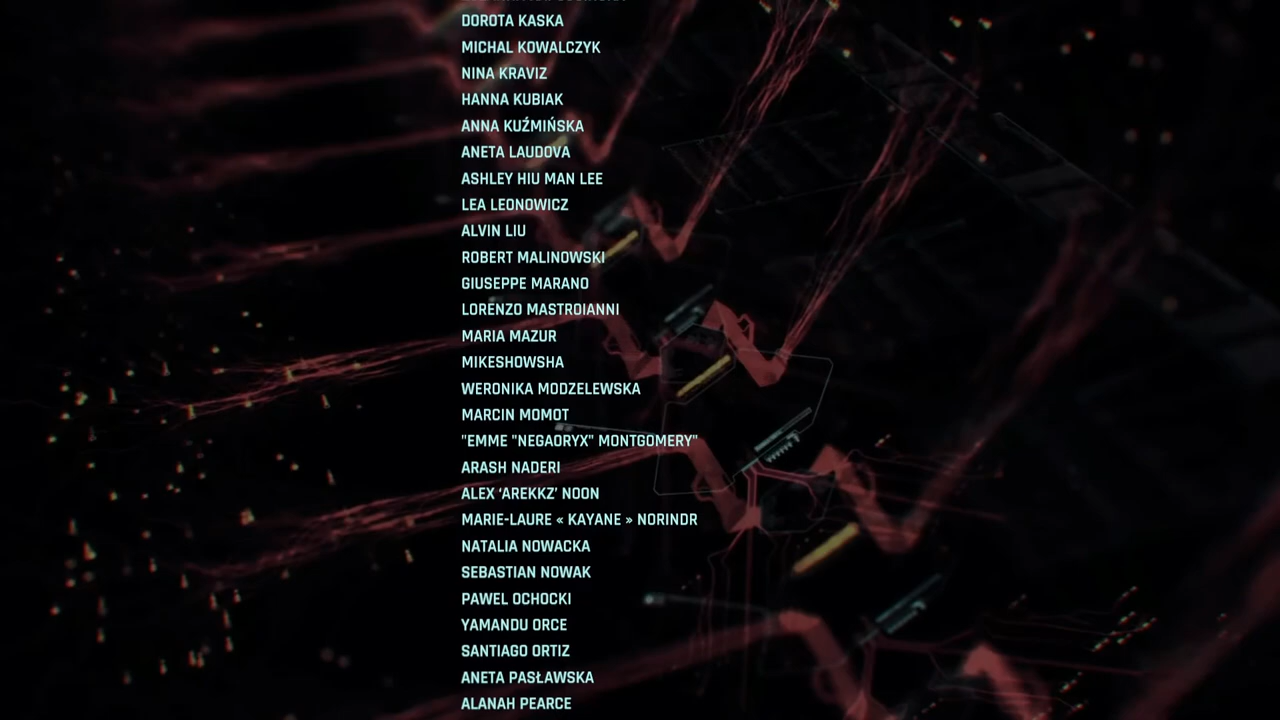 DOROTA KASKA
MICHAL KOWALCZYK
NINA KRAVIZ
HANNA KUBIAK
ANNA KUŹMIŃSKA
ANETA LAUDOVA
ASHLEY HIU MAN LEE
LEA LEONOWICZ
ALVIN LIU
ROBERT MALINOWSKI
GIUSEPPE MARANO
LORENZO MASTROIANNI
MARIA MAZUR
MIKESHOWSHA
WERONIKA MODZELEWSKA
MARCIN MOMOT
"EMME "NEGAORYX" MONTGOMERY"
ARASH NADERI
ALEX ‘AREKKZ’ NOON
MARIE-LAURE « KAYANE » NORINDR
NATALIA NOWACKA
SEBASTIAN NOWAK
PAWEL OCHOCKI
YAMANDU ORCE
SANTIAGO ORTIZ
ANETA PASŁAWSKA
ALANAH PEARCE